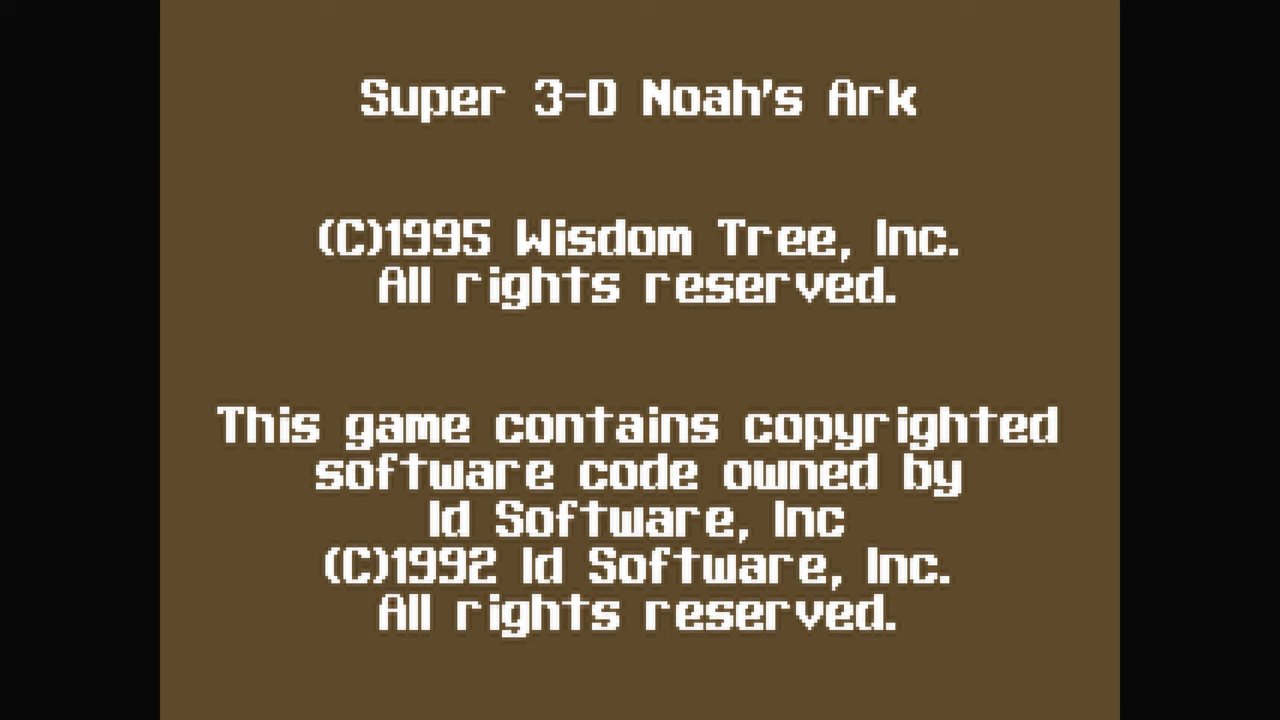 Super 3-D Noah's Ark
(C)1995 Wisdom Tree, Inc.
All rights reserved.
This game contains copyrighted
software code owned by
Id Software, Inc
(C)1992 Id Software, Inc.
All rights reserved.